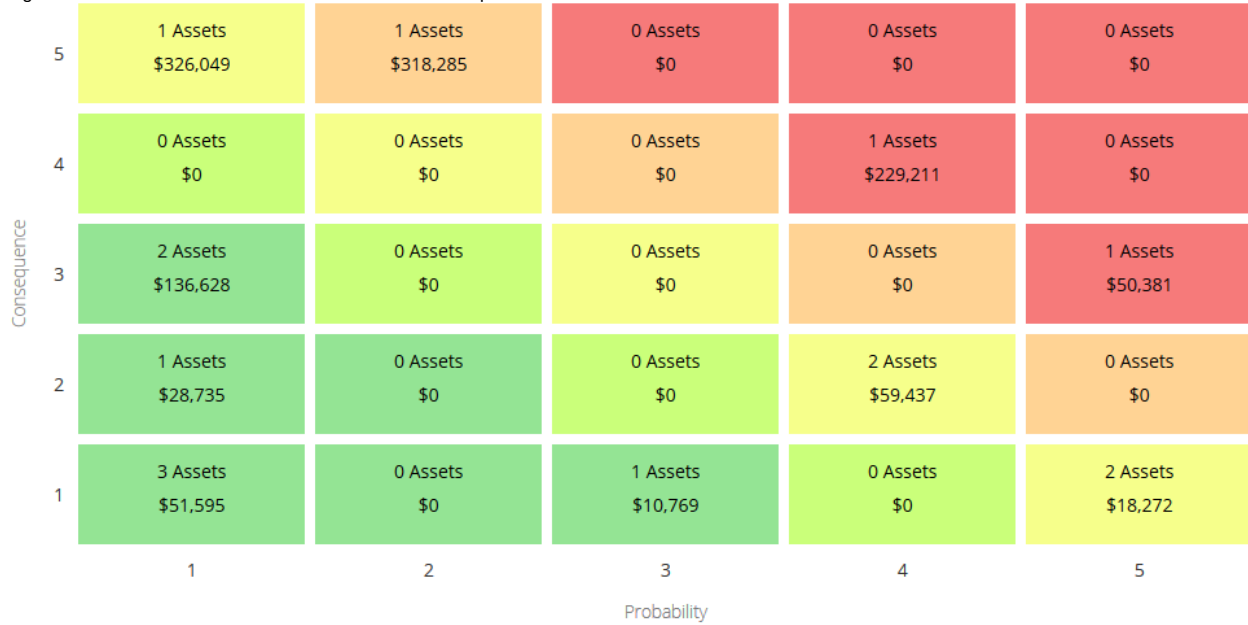 5
1 Assets
$326,049
1 Assets
$318,285
0 Assets
$0
0 Assets
$0
0 Assets
$0
4
0 Assets
$0
0 Assets
$0
0 Assets
$0
1 Assets
$229,211
0 Assets
$0
Consequence
3
2 Assets
$136,628
0 Assets
$0
0 Assets
$0
0 Assets
$0
1 Assets
$50,381
2
1 Assets
$28,735
0 Assets
$0
0 Assets
$0
2 Assets
$59,437
0 Assets
$0
1
3 Assets
$51,595
0 Assets
$0
1 Assets
$10,769
0 Assets
$0
2 Assets
$18,272
1
2
3
4
5
Probability